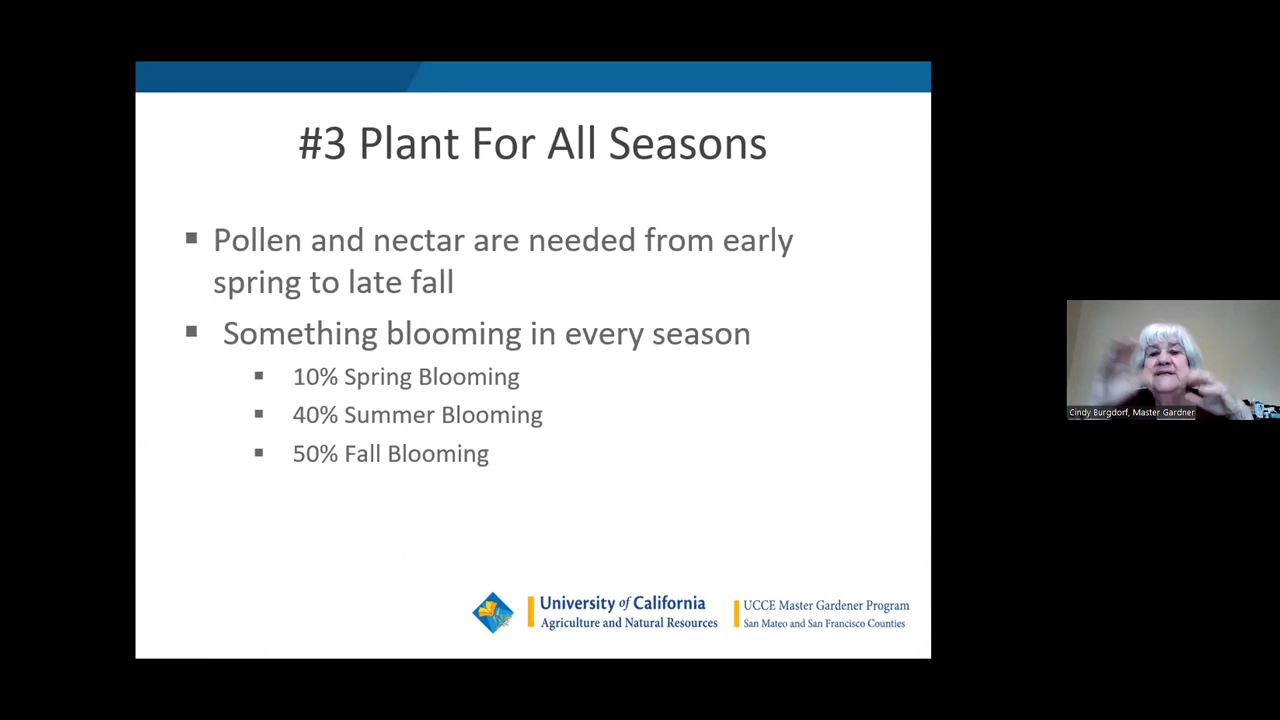 #3 Plant For All Seasons
▪ Pollen and nectar are needed from early
spring to late fall
▪ Something blooming in every season
▪ 10% Spring Blooming
▪ 40% Summer Blooming
▪ 50% Fall Blooming
University of California
Agriculture and Natural Resources
UCCE Master Gardener Program
San Mateo and San Francisco Counties
Cindy Burgdorf, Master Gardner